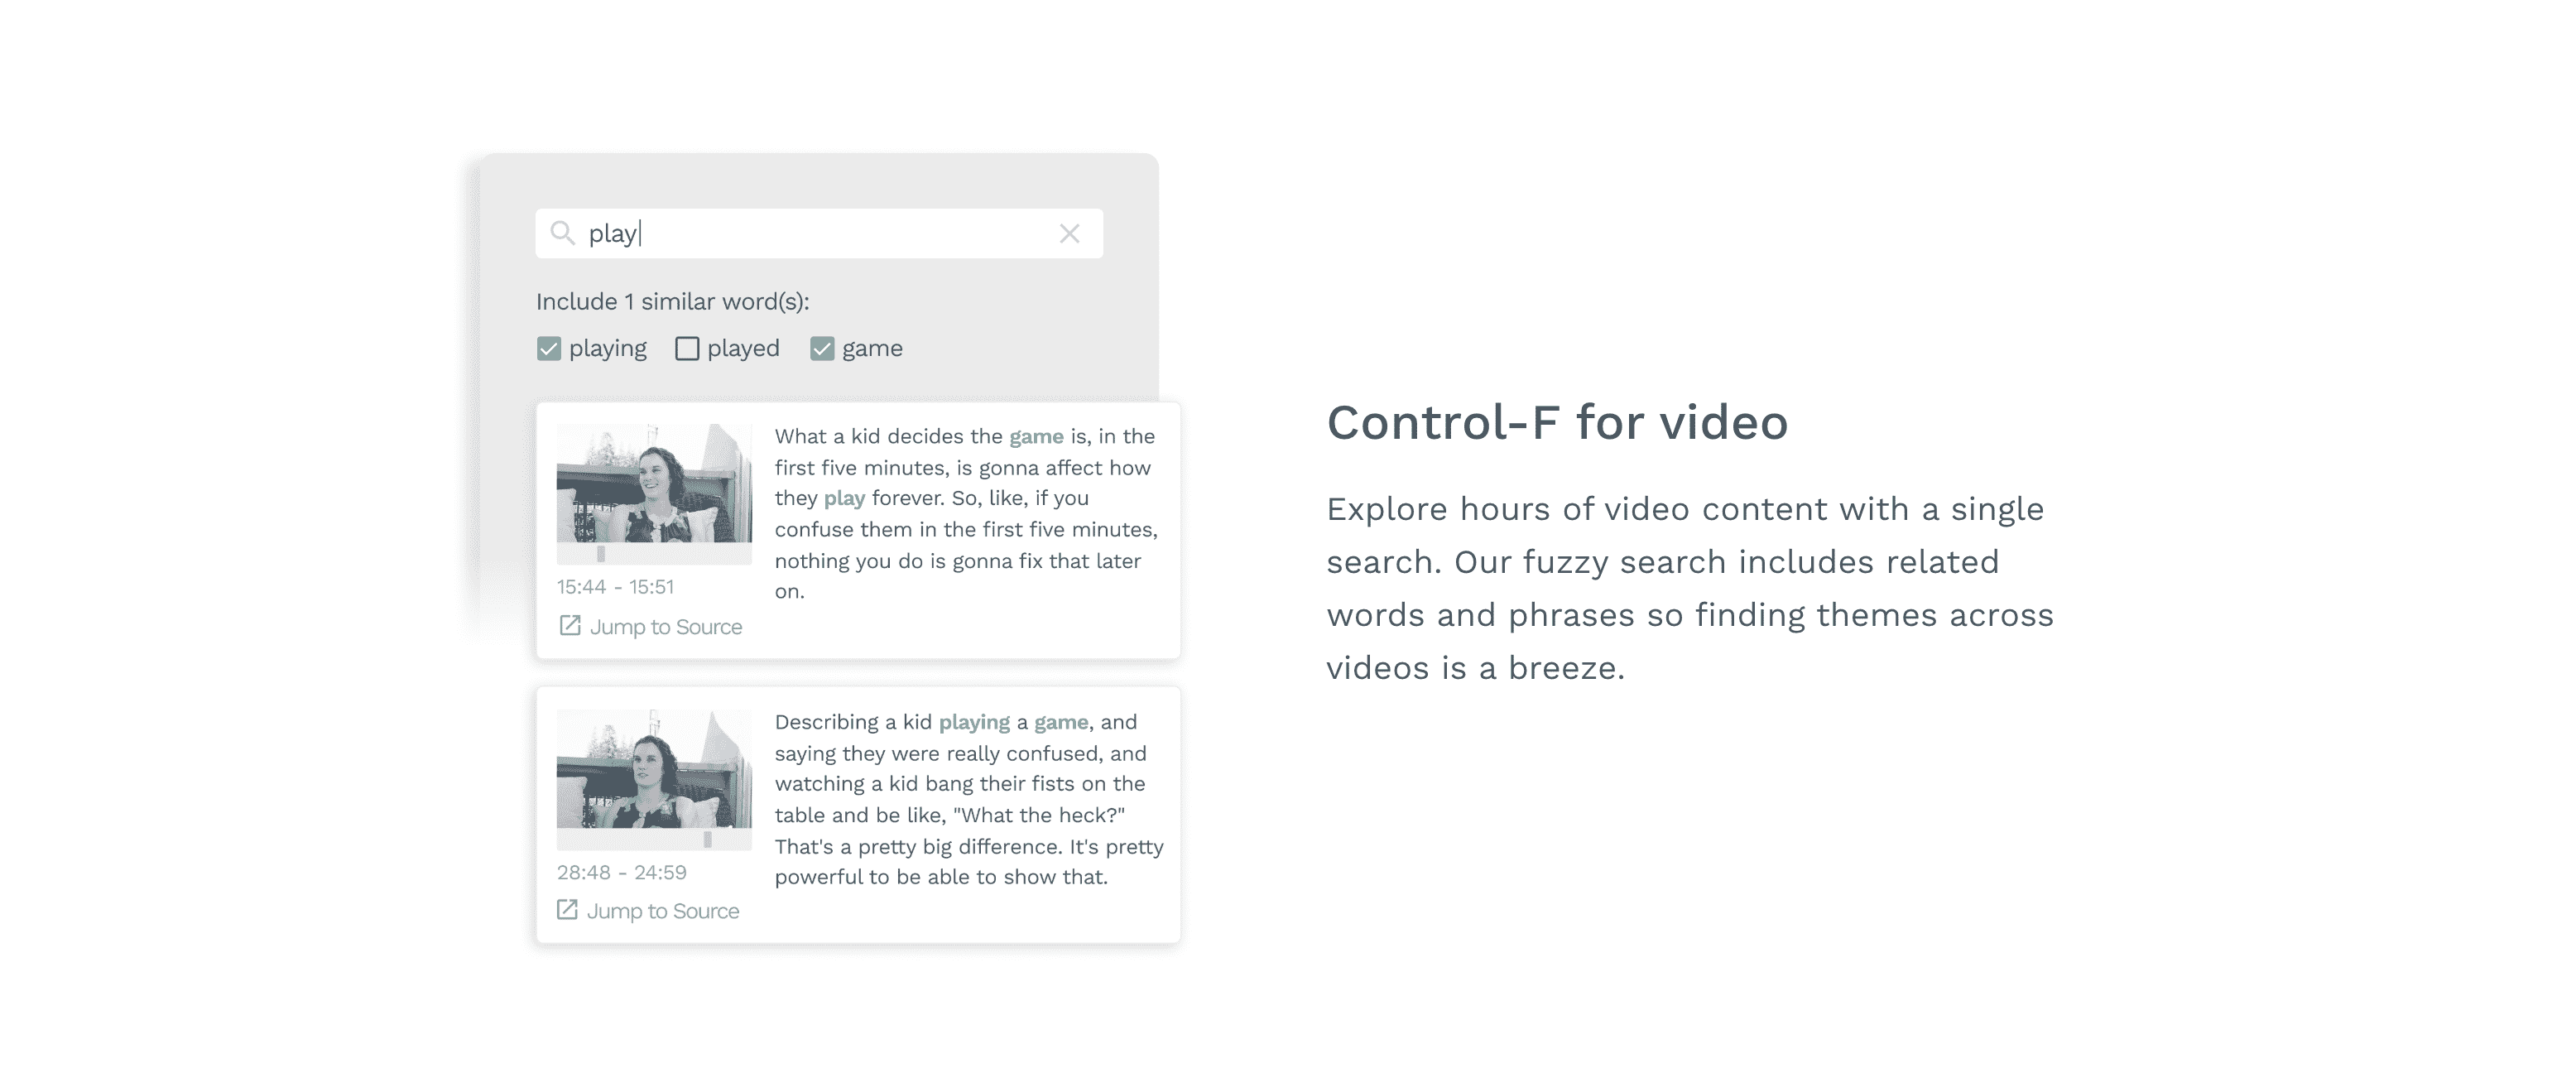 play
Include 1 similar word(s):
playing played game
What a kid decides the game is, in the
first five minutes, is gonna affect how
they play forever. So, like, if you
confuse them in the first five minutes,
nothing you do is gonna fix that later
on.
15:44 - 15:51
Jump to Source
Describing a kid playing a game, and
saying they were really confused, and
watching a kid bang their fists on the
table and be like, "What the heck?"
That's a pretty big difference. It's pretty
powerful to be able to show that.
28:48 - 24:59
Jump to Source
Control-F for video
Explore hours of video content with a single
search. Our fuzzy search includes related
words and phrases so finding themes across
videos is a breeze.